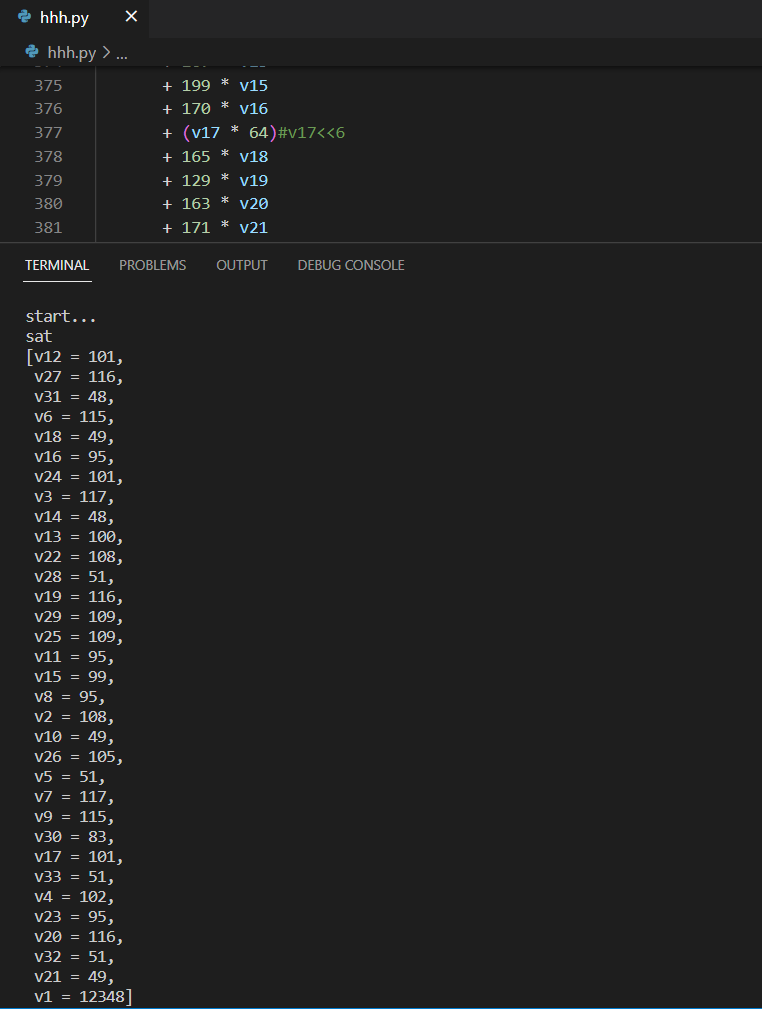 hhh.py ×
hhh.py > ...
375 + 199 * v15
376 + 170 * v16
377 + (v17 * 64)#v17<<6
378 + 165 * v18
379 + 129 * v19
380 + 163 * v20
381 + 171 * v21
TERMINAL PROBLEMS OUTPUT DEBUG CONSOLE
start...
sat
[v12 = 101,
v27 = 116,
v31 = 48,
v6 = 115,
v18 = 49,
v16 = 95,
v24 = 101,
v3 = 117,
v14 = 48,
v13 = 100,
v22 = 108,
v28 = 51,
v19 = 116,
v29 = 109,
v25 = 109,
v11 = 95,
v15 = 99,
v8 = 95,
v2 = 108,
v10 = 49,
v26 = 105,
v5 = 51,
v7 = 117,
v9 = 115,
v30 = 83,
v17 = 101,
v33 = 51,
v4 = 102,
v23 = 95,
v20 = 116,
v32 = 51,
v21 = 49,
v1 = 12348]